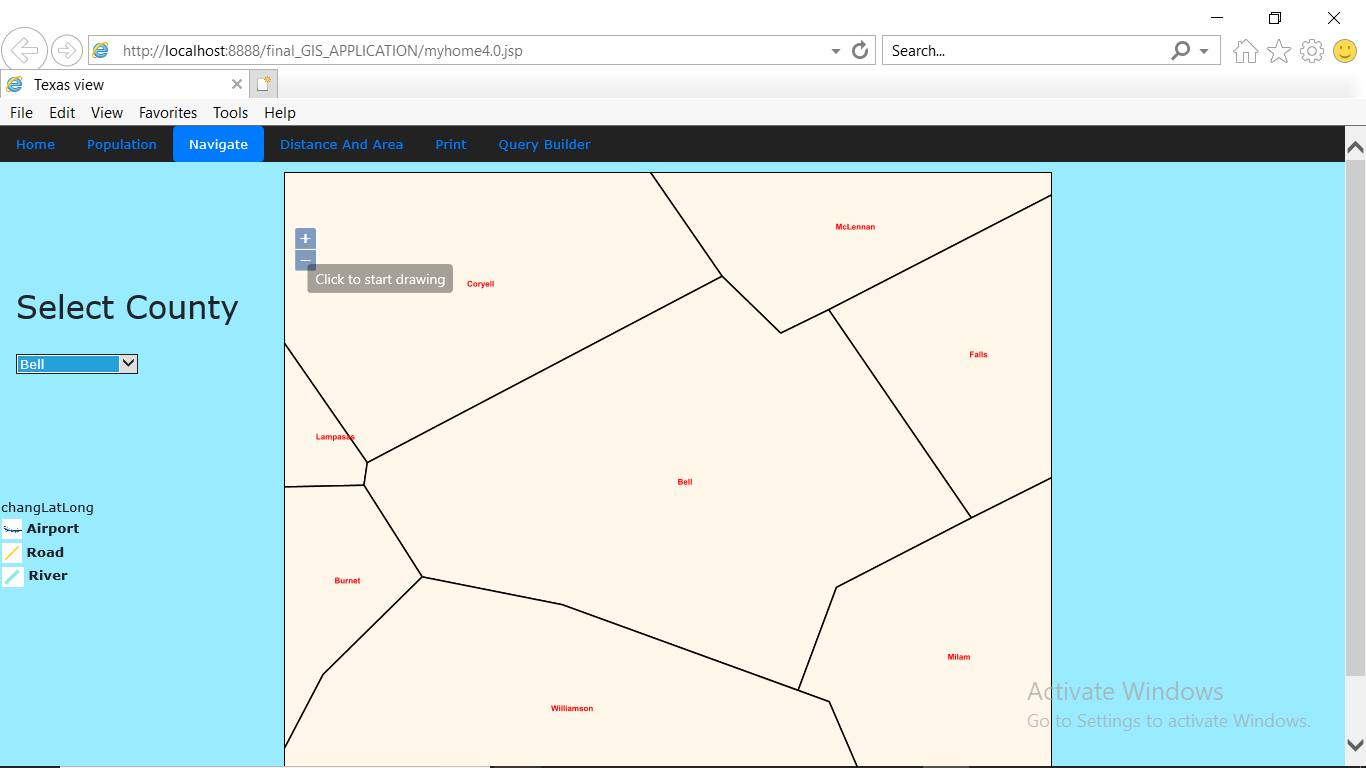 http://localhost:8888/final_GIS_APPLICATION/myhome4.0.jsp
Search...
Texas view
File Edit View Favorites Tools Help
Home Population Navigate Distance And Area Print Query Builder
McLennan
+
−
Click to start drawing
Coryell
Select County
Falls
Bell
Lampasas
Bell
changLatLong
Airport
Road
River
Burnet
Milam
Activate Windows
Go to Settings to activate Windows.
Williamson